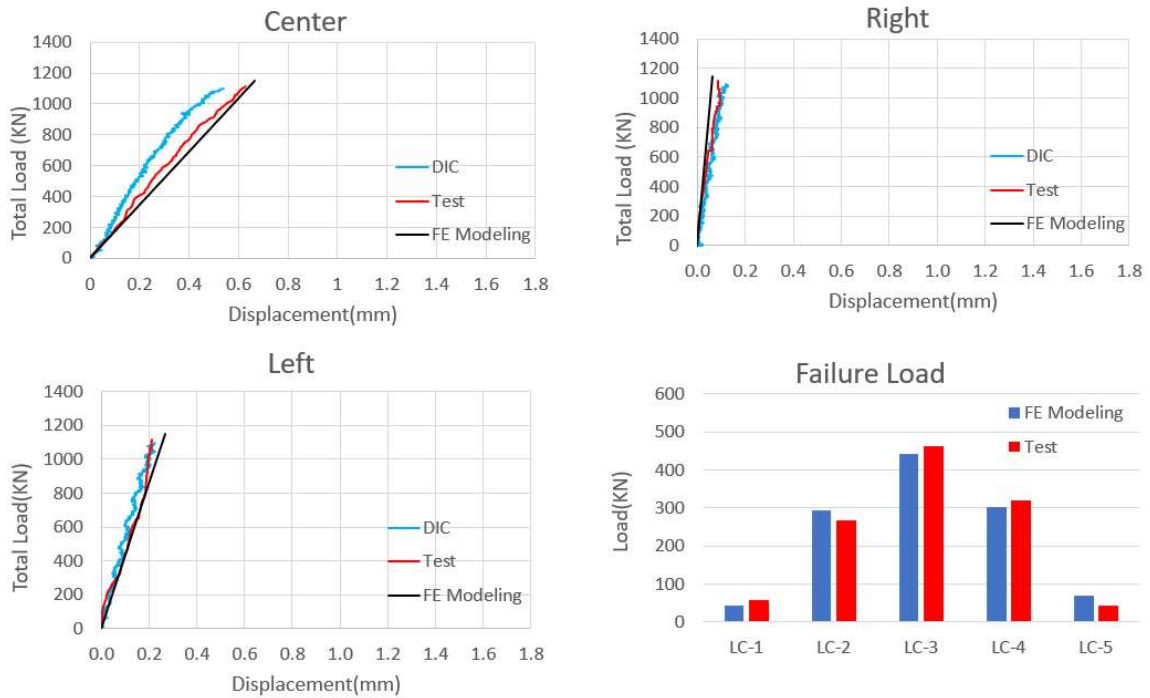 Center
1400
1200
1000
800
600
400
200
0
Total Load (KN)
0 0.2 0.4 0.6 0.8 1 1.2 1.4 1.6 1.8
Displacement(mm)
DIC
Test
FE Modeling
Right
1400
1200
1000
800
600
400
200
0
Total Load (KN)
0.0 0.2 0.4 0.6 0.8 1.0 1.2 1.4 1.6 1.8
Displacement(mm)
DIC
Test
FE Modeling
Left
1400
1200
1000
800
600
400
200
0
Total Load(KN)
0.0 0.2 0.4 0.6 0.8 1.0 1.2 1.4 1.6 1.8
Displacement(mm)
DIC
Test
FE Modeling
Failure Load
600
500
400
300
200
100
0
Load(KN)
LC-1 LC-2 LC-3 LC-4 LC-5
FE Modeling
Test